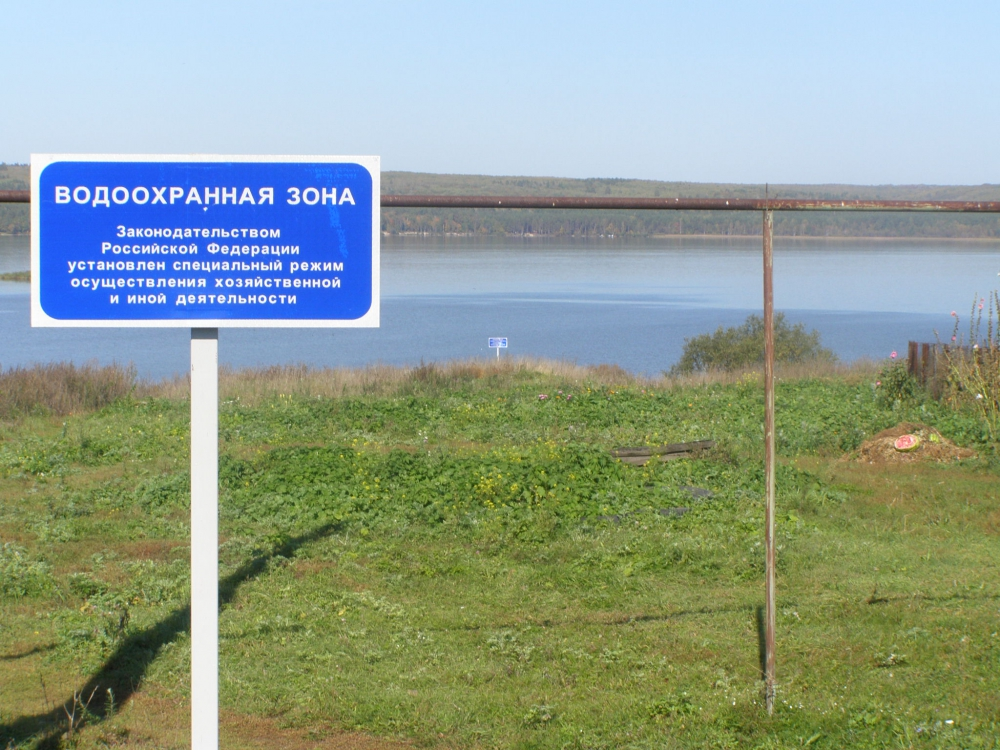 ВОДООХРАННАЯ ЗОНА
Законодательством
Российской Федерации
установлен специальный режим
осуществления хозяйственной
и иной деятельности